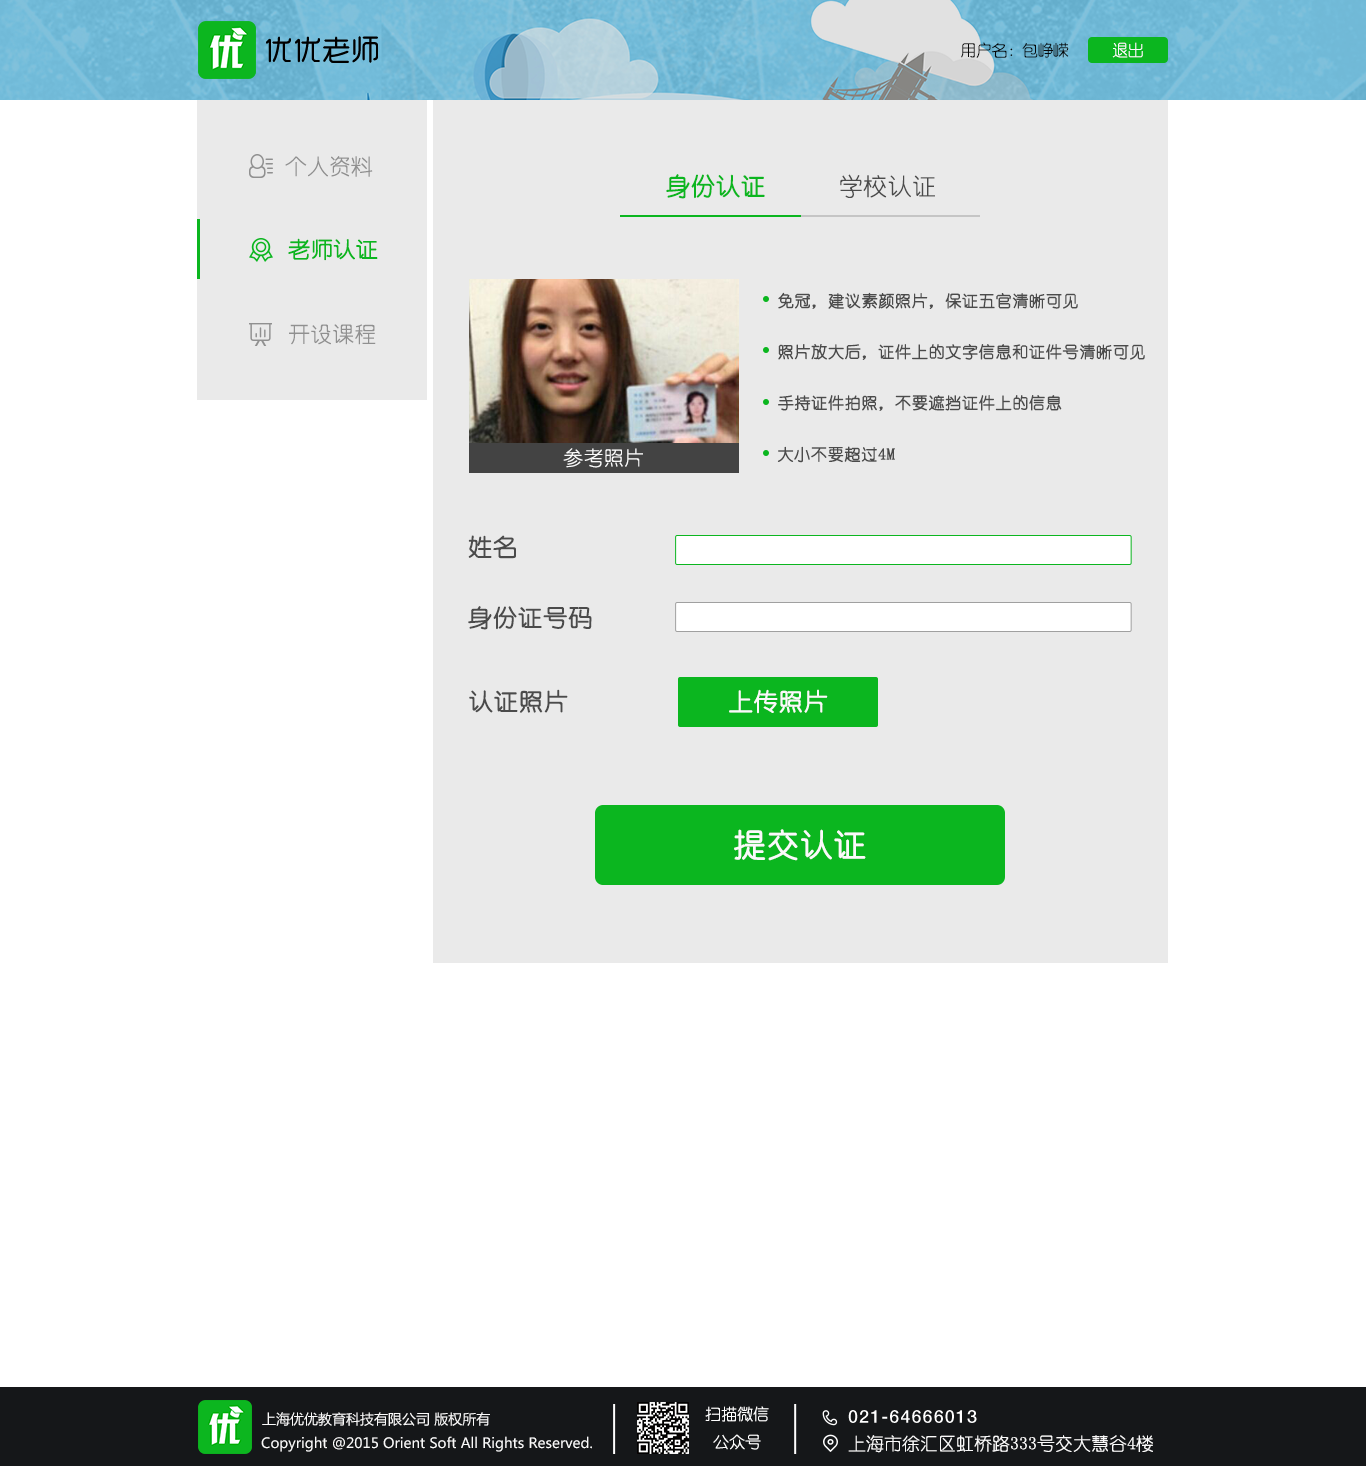 优 优优老师
用户名：包峥嵘 退出
个人资料
老师认证
开设课程
身份认证 学校认证
参考照片
免冠，建议素颜照片，保证五官清晰可见
照片放大后，证件上的文字信息和证件号清晰可见
手持证件拍照，不要遮挡证件上的信息
大小不要超过4M
姓名
身份证号码
认证照片 上传照片
提交认证
优
上海优优教育科技有限公司 版权所有
Copyright @2015 Orient Soft All Rights Reserved.
扫描微信
公众号
021-64666013
上海市徐汇区虹桥路333号交大慧谷4楼